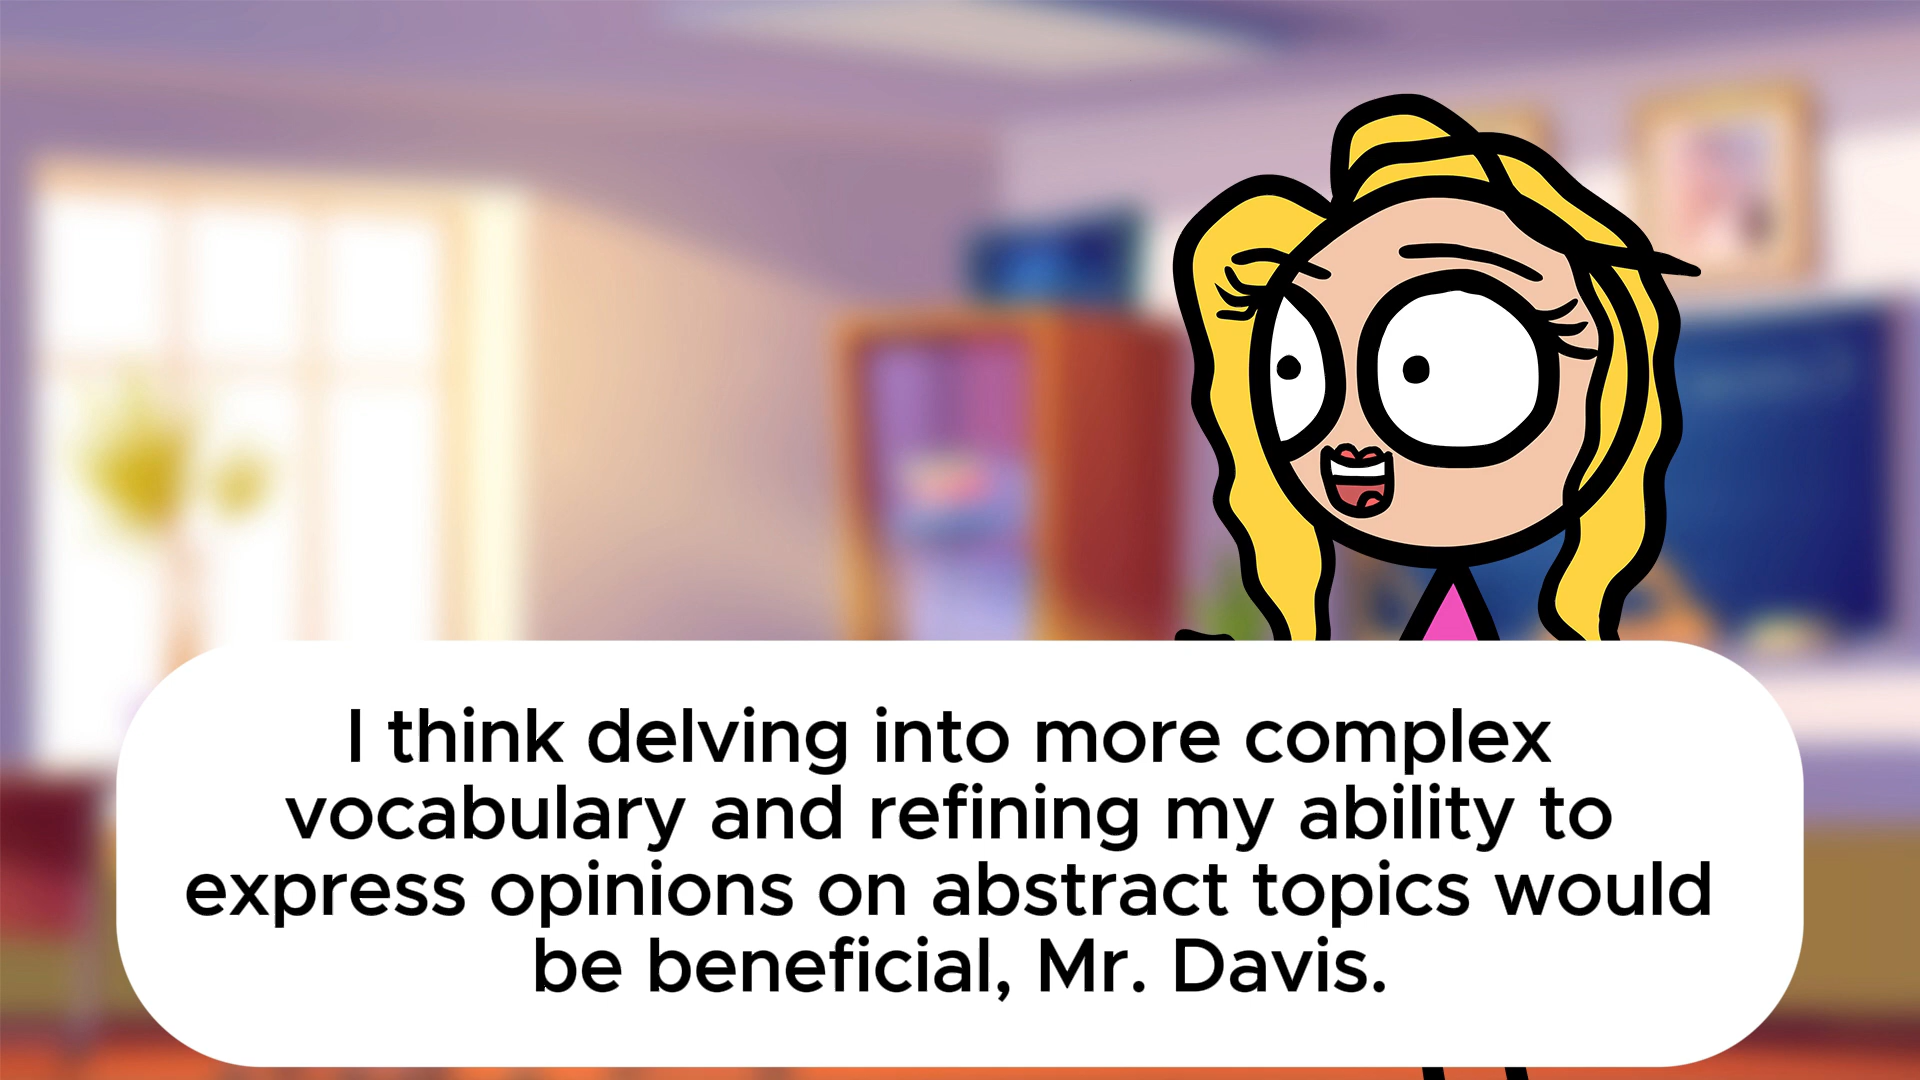 I think delving into more complex
vocabulary and refining my ability to
express opinions on abstract topics would
be beneficial, Mr. Davis.